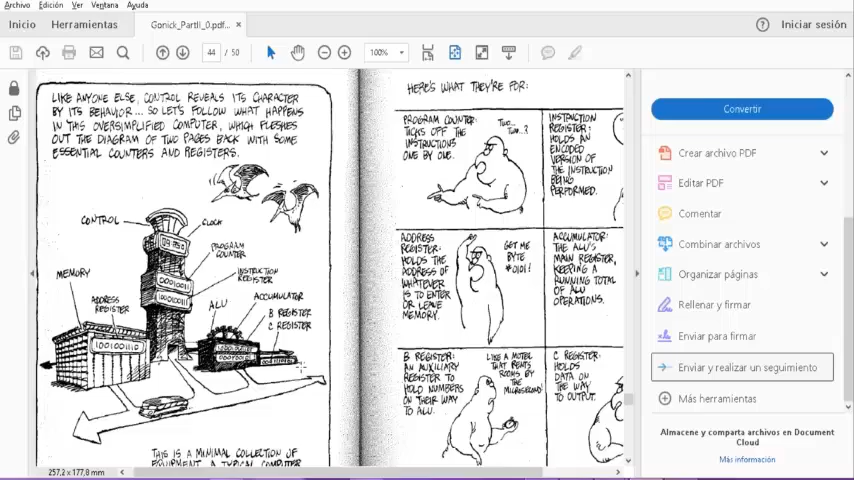 Archivo Edición Ver Ventana Ayuda
Inicio Herramientas Gonick_PartII_0.pdf... × Iniciar sesión
44 / 50 100%
LIKE ANYONE ELSE, CONTROL REVEALS ITS CHARACTER
BY ITS BEHAVIOR... SO LET'S FOLLOW WHAT HAPPENS
IN THIS OVERSIMPLIFIED COMPUTER, WHICH FLESHES
OUT THE DIAGRAM OF TWO PAGES BACK WITH SOME
ESSENTIAL COUNTERS AND REGISTERS.
CONTROL
CLOCK
PROGRAM
COUNTER
INSTRUCTION
REGISTER
MEMORY
ADDRESS
REGISTER
ALU
ACCUMULATOR
B REGISTER
C REGISTER
THIS IS A MINIMAL COLLECTION OF
EQUIPMENT. A TYPICAL COMPUTER
HERE'S WHAT THEY'RE FOR:
PROGRAM COUNTER:
TICKS OFF THE
INSTRUCTIONS
ONE BY ONE.
TWO...
INSTRUCTION
REGISTER:
HOLDS AN
ENCODED
VERSION OF
THE INSTRUCTION
BEING
PERFORMED.
ADDRESS
REGISTER:
HOLDS THE
ADDRESS OF
WHATEVER
IS TO ENTER
OR LEAVE
MEMORY.
GET ME
BYTE
#0101!
ACCUMULATOR:
THE ALU'S
MAIN REGISTER,
KEEPING A
RUNNING TOTAL
OF ALU
OPERATIONS.
B REGISTER:
AN AUXILIARY
REGISTER TO
HOLD NUMBERS
ON THEIR WAY
TO ALU.
LIKE A MOTEL
THAT RENTS
ROOMS BY
THE
MICROSECOND!
C REGISTER:
HOLDS
DATA ON
THE WAY
TO OUTPUT.
257,2 x 177,8 mm
Convertir
Crear archivo PDF
Editar PDF
Comentar
Combinar archivos
Organizar páginas
Rellenar y firmar
Enviar para firmar
Enviar y realizar un seguimiento
Más herramientas
Almacene y comparta archivos en Document
Cloud
Más información